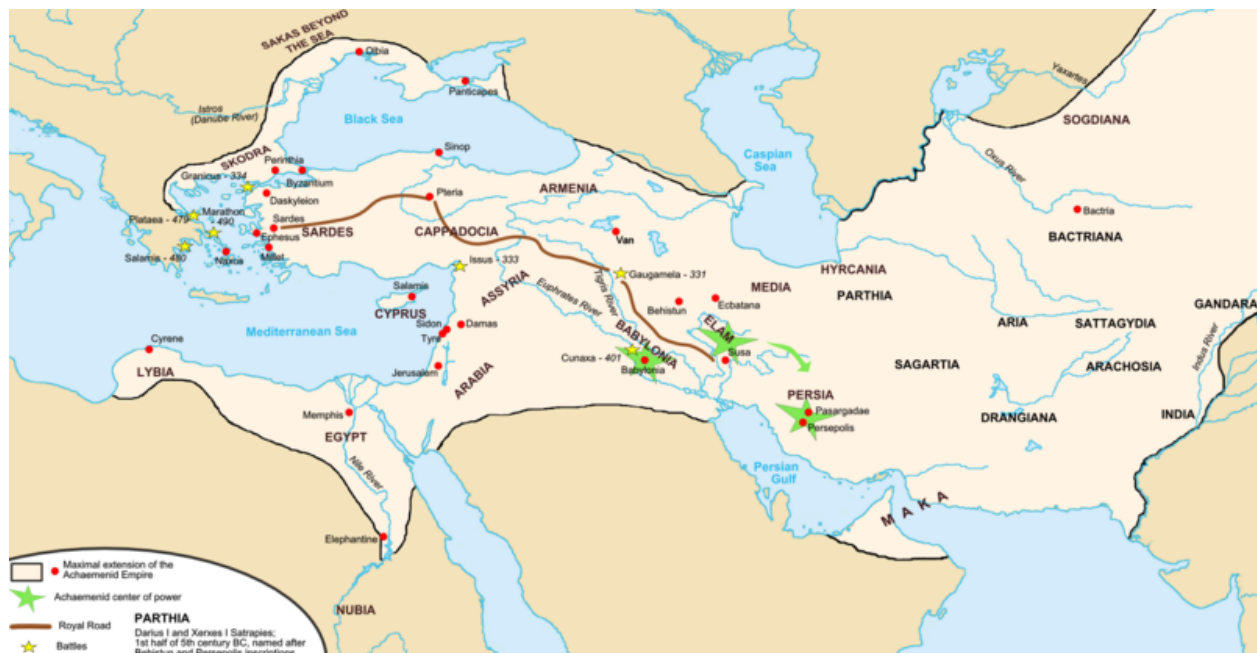 SAKAS BEYOND
THE SEA
Olbia
Panticapes
Yaxartes
Istros
(Danube River)
Black Sea
Caspian
Sea
SOGDIANA
Oxus River
SKODRA
Perinthia
Sinop
Granicus - 334
Byzantium
Daskyleion
Pteria
ARMENIA
Bactria
Plataea - 479
Marathon
- 490
Sardes
SARDES
CAPPADOCIA
Van
BACTRIANA
Ephesus
Salamis - 480
Millet
Issus - 333
Gaugamela - 331
HYRCANIA
MEDIA
PARTHIA
Tigris River
Euphrates River
ASSYRIA
Salamis
CYPRUS
Behistun
Ecbatana
GANDARA
Mediterranean Sea
Sidon
Tyre
Damas
BABYLONIA
ELAM
ARIA
SATTAGYDIA
Indus River
Cyrene
LYBIA
Cunaxa - 401
Babylonia
Susa
SAGARTIA
ARACHOSIA
Jerusalem
ARABIA
PERSIA
Pasargadae
Persepolis
DRANGIANA
INDIA
Memphis
EGYPT
Nile River
Persian
Gulf
MAKA
Elephantine
NUBIA
Maximal extension of the
Achaemenid Empire
Achaemenid center of power
Royal Road
Battles
PARTHIA
Darius I and Xerxes I Satrapies;
1st half of 5th century BC, named after
Behistun and Persepolis inscriptions